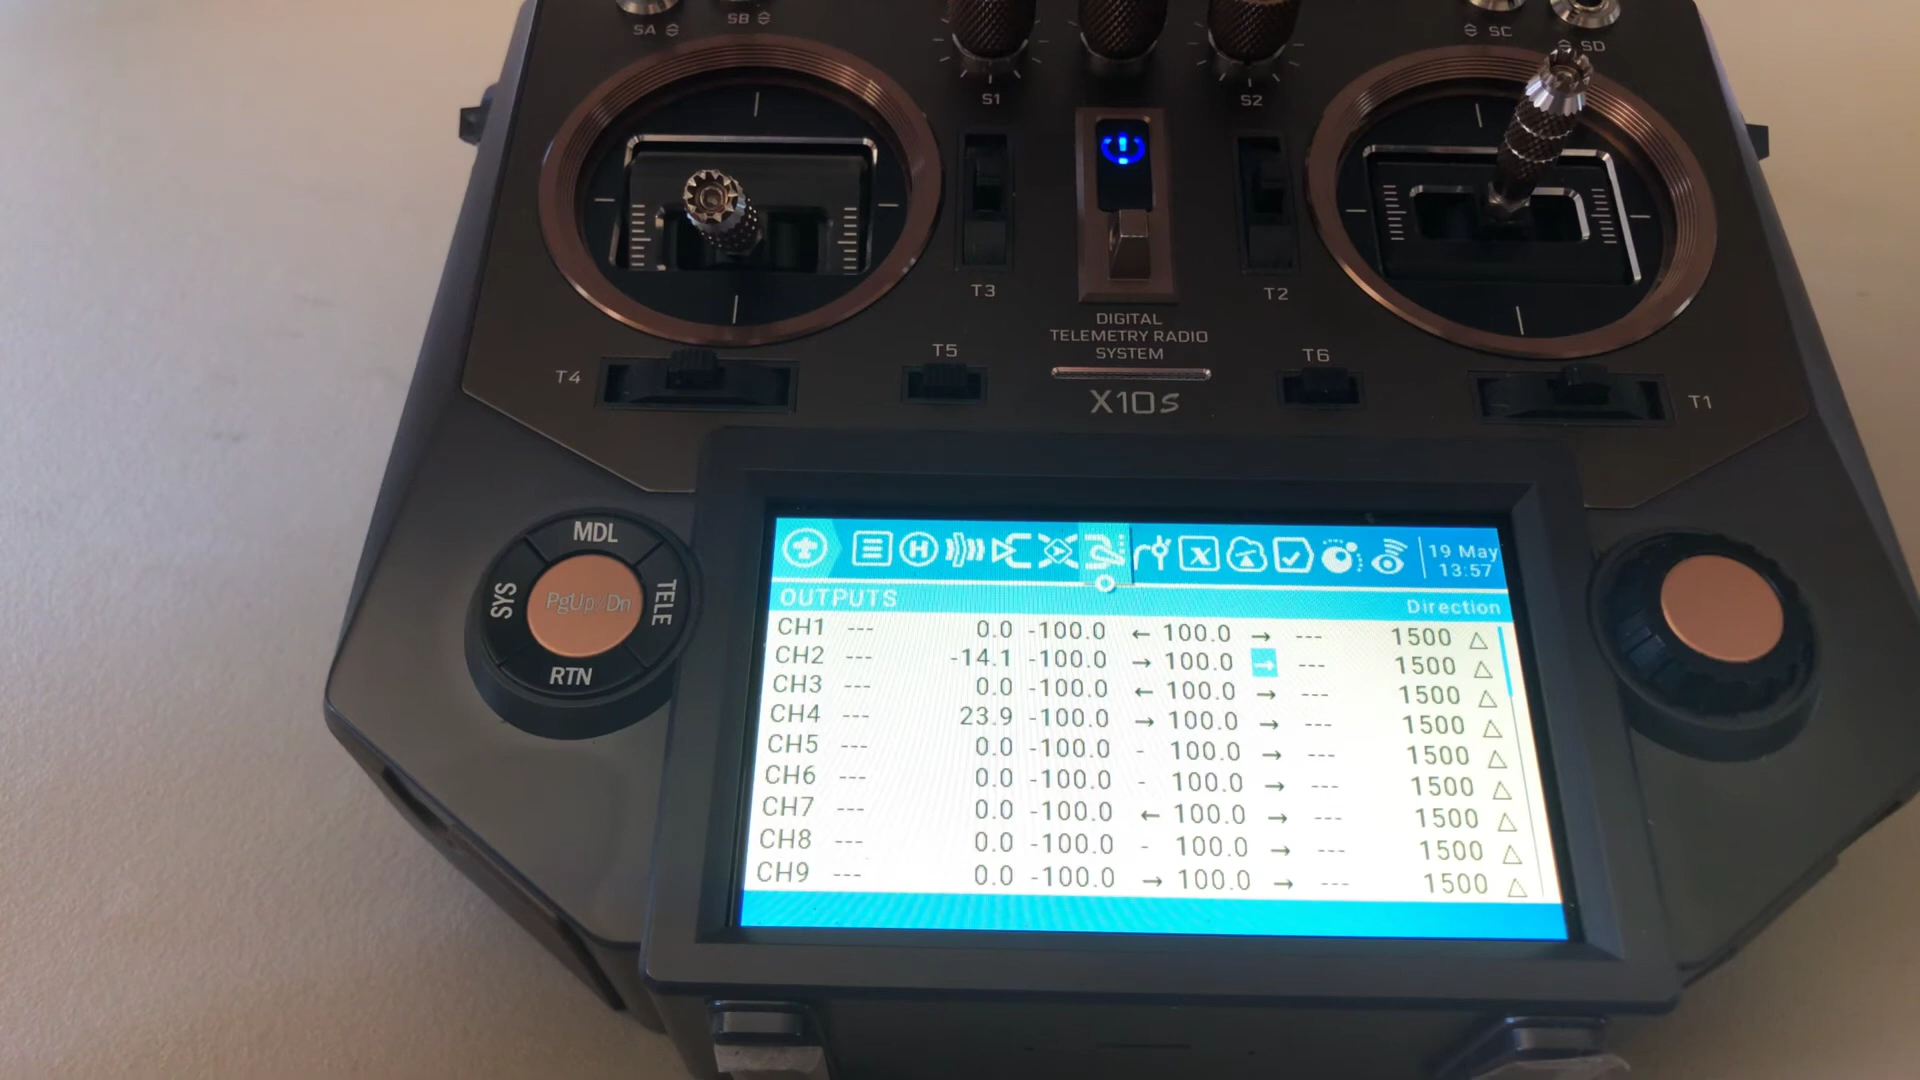 SA SB SC SD
S1 S2
T3 T2
DIGITAL
TELEMETRY RADIO
SYSTEM
T5 T6
T4 T1
X10S
MDL
SYS PgUp/Dn TELE
RTN
19 May
13:57
OUTPUTS Direction
CH1 --- 0.0 -100.0 ← 100.0 → --- 1500 △
CH2 --- -14.1 -100.0 → 100.0 → --- 1500 △
CH3 --- 0.0 -100.0 ← 100.0 → --- 1500 △
CH4 --- 23.9 -100.0 → 100.0 → --- 1500 △
CH5 --- 0.0 -100.0 - 100.0 → --- 1500 △
CH6 --- 0.0 -100.0 - 100.0 → --- 1500 △
CH7 --- 0.0 -100.0 ← 100.0 → --- 1500 △
CH8 --- 0.0 -100.0 - 100.0 → --- 1500 △
CH9 --- 0.0 -100.0 → 100.0 → --- 1500 △